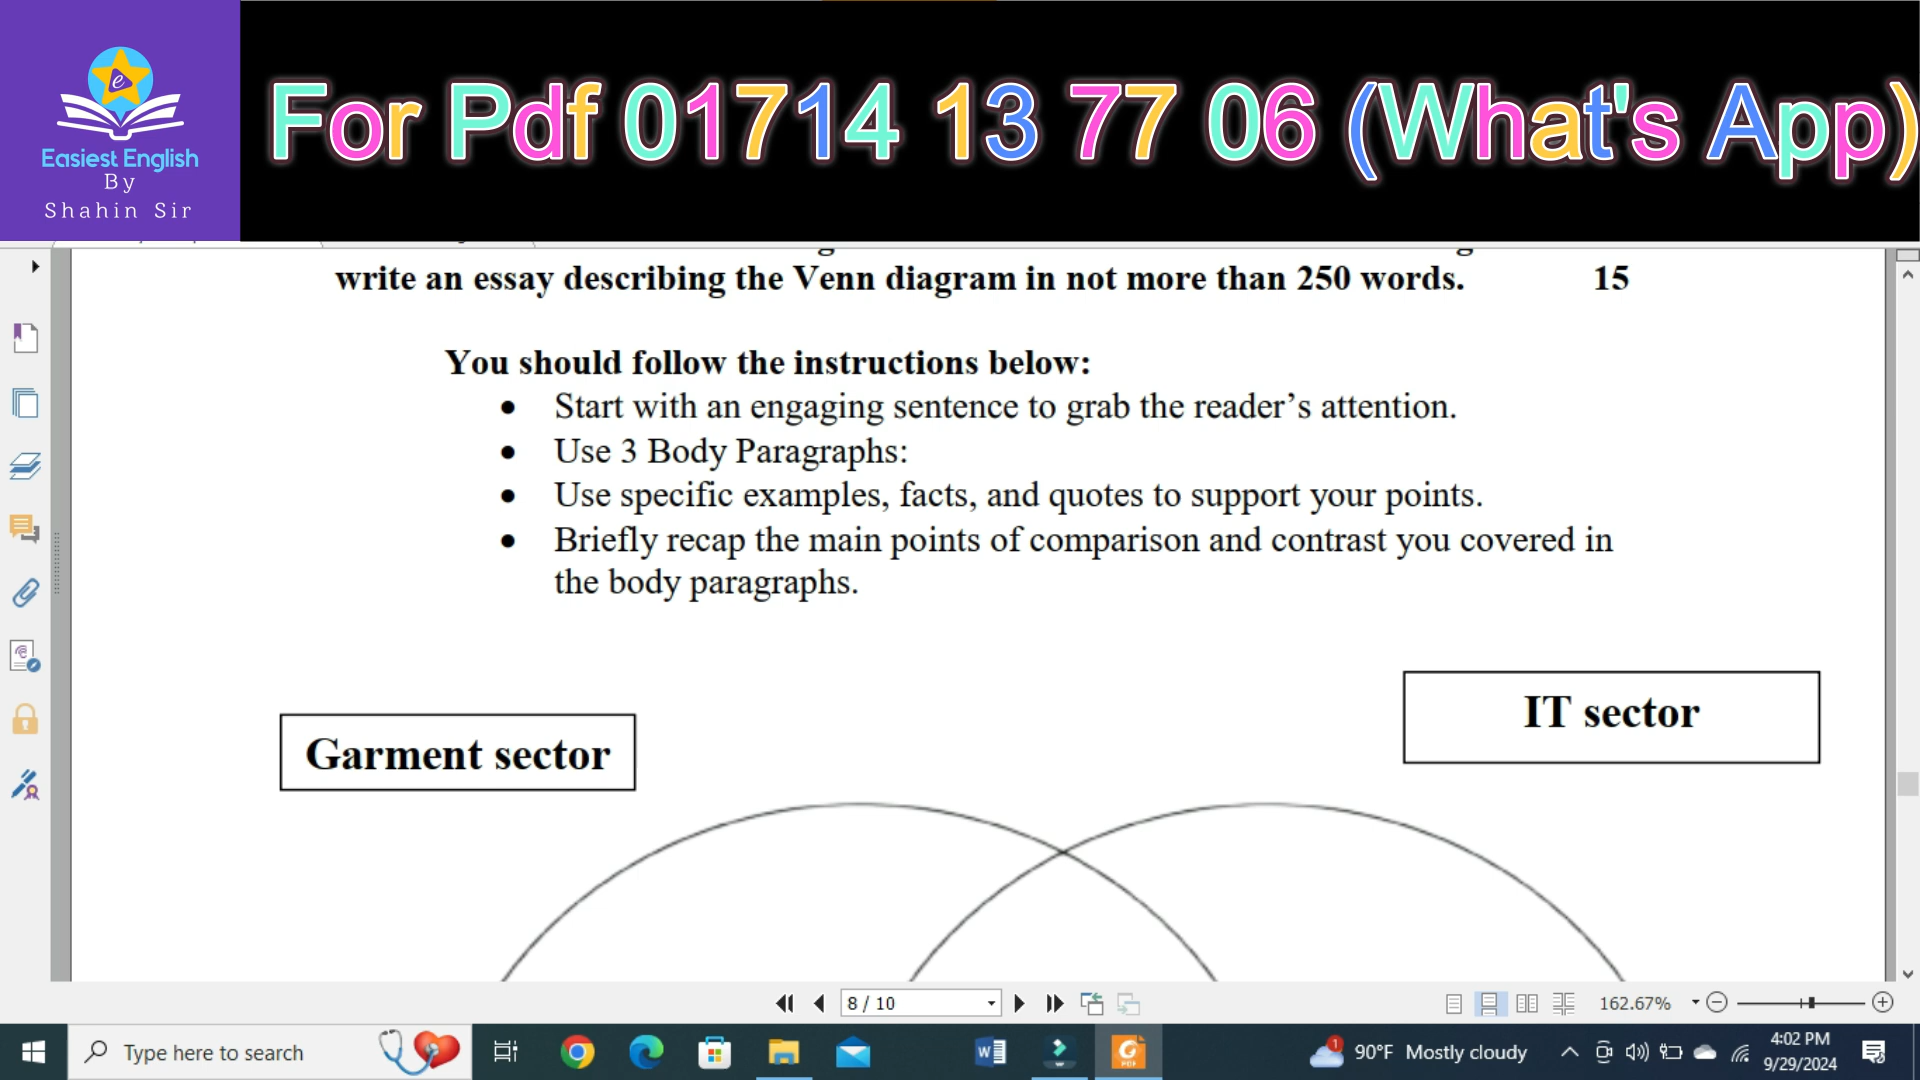 Easiest English
By
Shahin Sir
For Pdf 01714 13 77 06 (What's App)
write an essay describing the Venn diagram in not more than 250 words. 15
You should follow the instructions below:
• Start with an engaging sentence to grab the reader’s attention.
• Use 3 Body Paragraphs:
• Use specific examples, facts, and quotes to support your points.
• Briefly recap the main points of comparison and contrast you covered in
the body paragraphs.
IT sector
Garment sector
8 / 10
162.67%
Type here to search
1
90°F Mostly cloudy
4:02 PM
9/29/2024